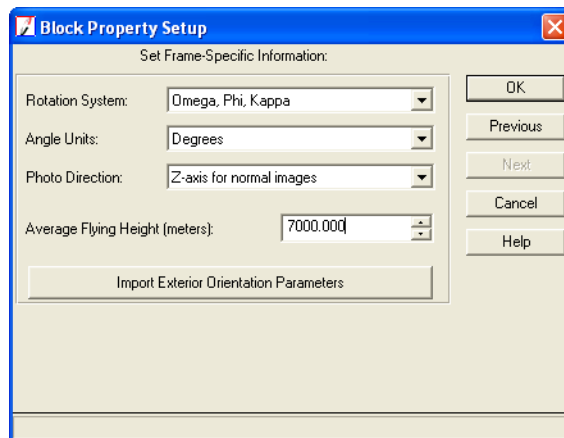 Block Property Setup
Set Frame-Specific Information:
Rotation System: Omega, Phi, Kappa
Angle Units: Degrees
Photo Direction: Z-axis for normal images
Average Flying Height (meters): 7000.000
Import Exterior Orientation Parameters
OK
Previous
Next
Cancel
Help